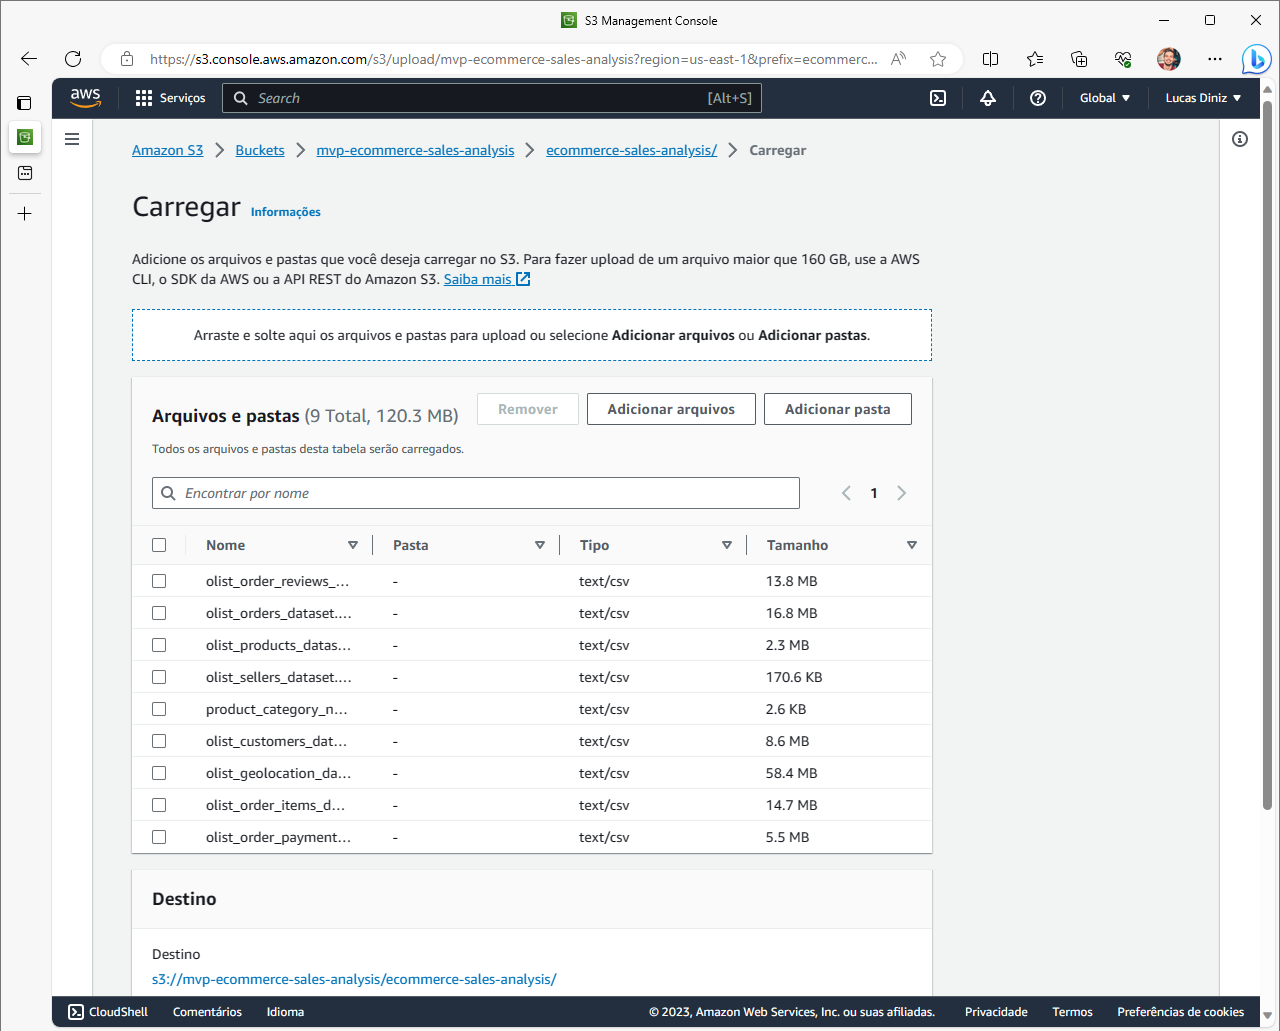 S3 Management Console
https://s3.console.aws.amazon.com/s3/upload/mvp-ecommerce-sales-analysis?region=us-east-1&prefix=ecommerc...
aws Serviços Search [Alt+S] Global Lucas Diniz
Amazon S3 Buckets mvp-ecommerce-sales-analysis ecommerce-sales-analysis/ Carregar
Carregar Informações
Adicione os arquivos e pastas que você deseja carregar no S3. Para fazer upload de um arquivo maior que 160 GB, use a AWS
CLI, o SDK da AWS ou a API REST do Amazon S3. Saiba mais
Arraste e solte aqui os arquivos e pastas para upload ou selecione Adicionar arquivos ou Adicionar pastas.
Arquivos e pastas (9 Total, 120.3 MB) Remover Adicionar arquivos Adicionar pasta
Todos os arquivos e pastas desta tabela serão carregados.
Encontrar por nome 1
Nome Pasta Tipo Tamanho
olist_order_reviews_... - text/csv 13.8 MB
olist_orders_dataset.... - text/csv 16.8 MB
olist_products_datas... - text/csv 2.3 MB
olist_sellers_dataset.... - text/csv 170.6 KB
product_category_n... - text/csv 2.6 KB
olist_customers_dat... - text/csv 8.6 MB
olist_geolocation_da... - text/csv 58.4 MB
olist_order_items_d... - text/csv 14.7 MB
olist_order_payment... - text/csv 5.5 MB
Destino
Destino
s3://mvp-ecommerce-sales-analysis/ecommerce-sales-analysis/
CloudShell Comentários Idioma © 2023, Amazon Web Services, Inc. ou suas afiliadas. Privacidade Termos Preferências de cookies